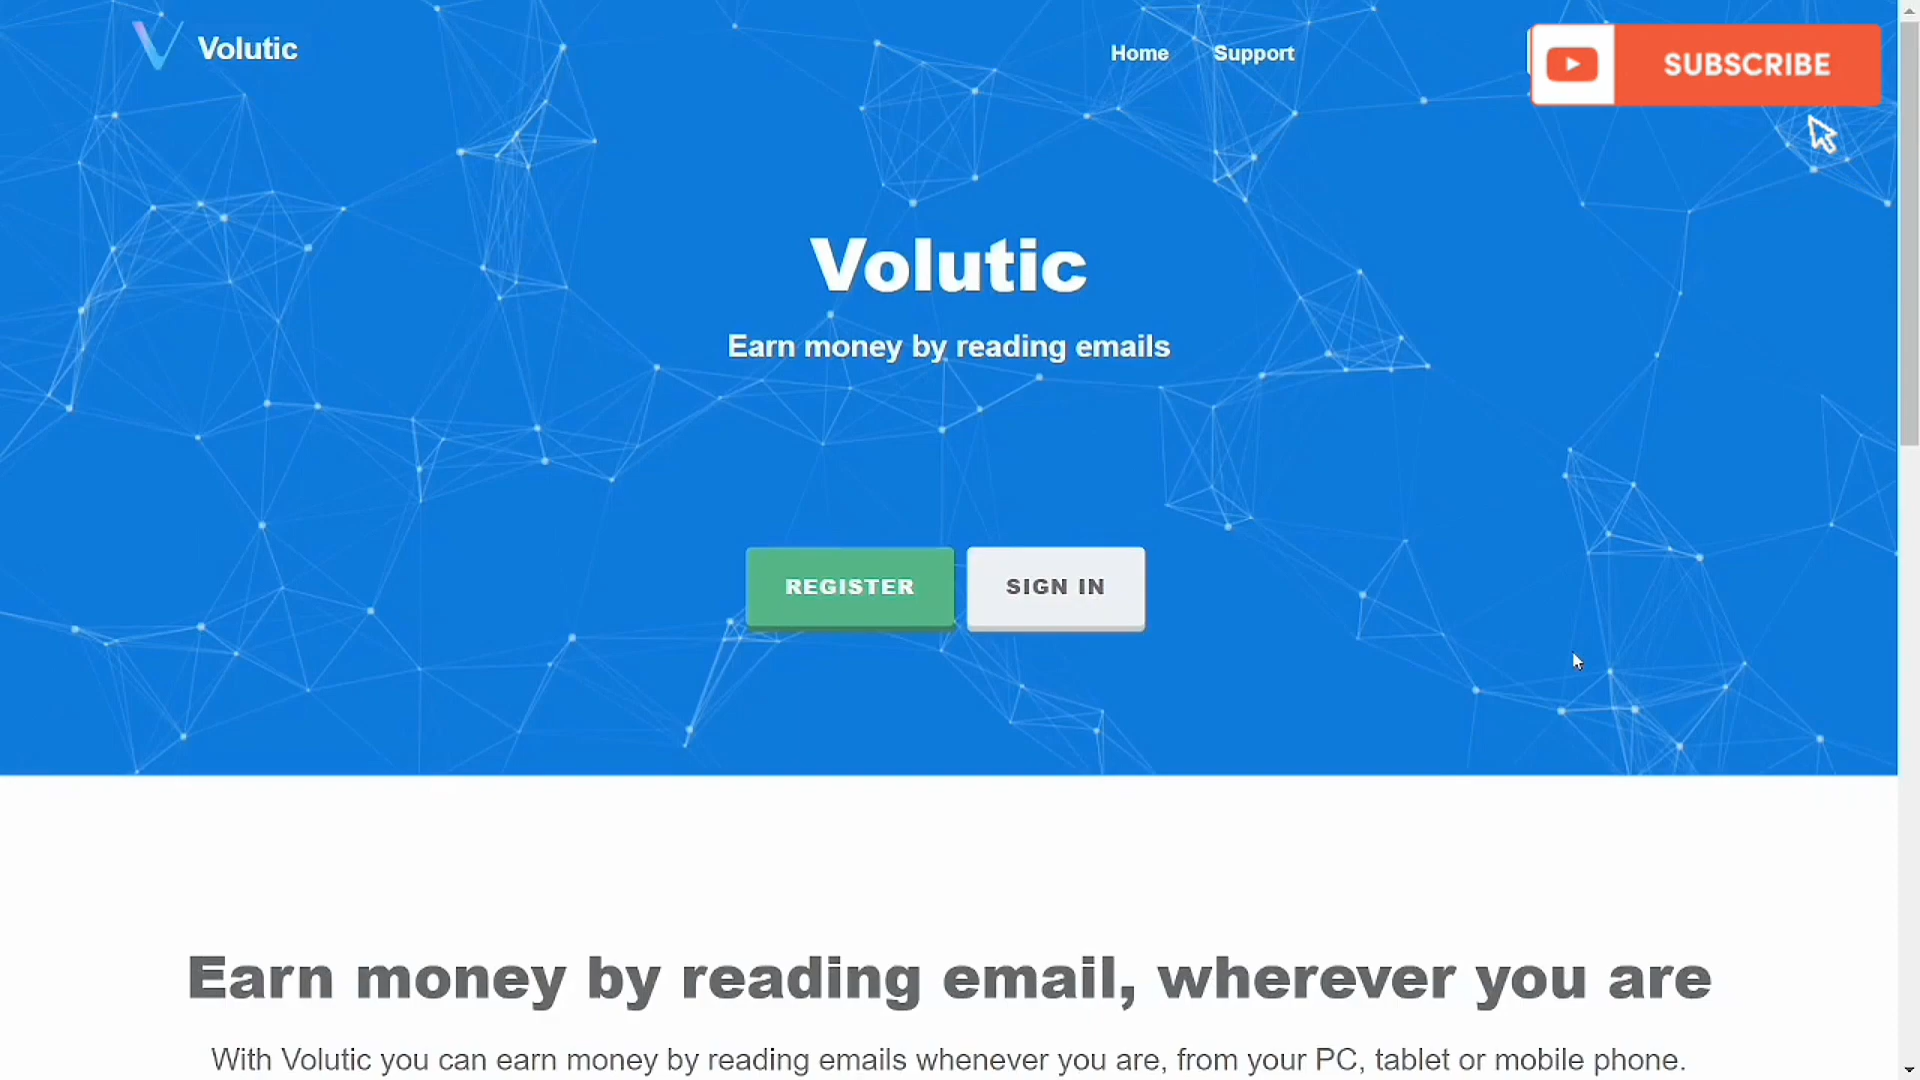 Volutic
Home
Support
SUBSCRIBE
Volutic
Earn money by reading emails
REGISTER
SIGN IN
Earn money by reading email, wherever you are
With Volutic you can earn money by reading emails whenever you are, from your PC, tablet or mobile phone.